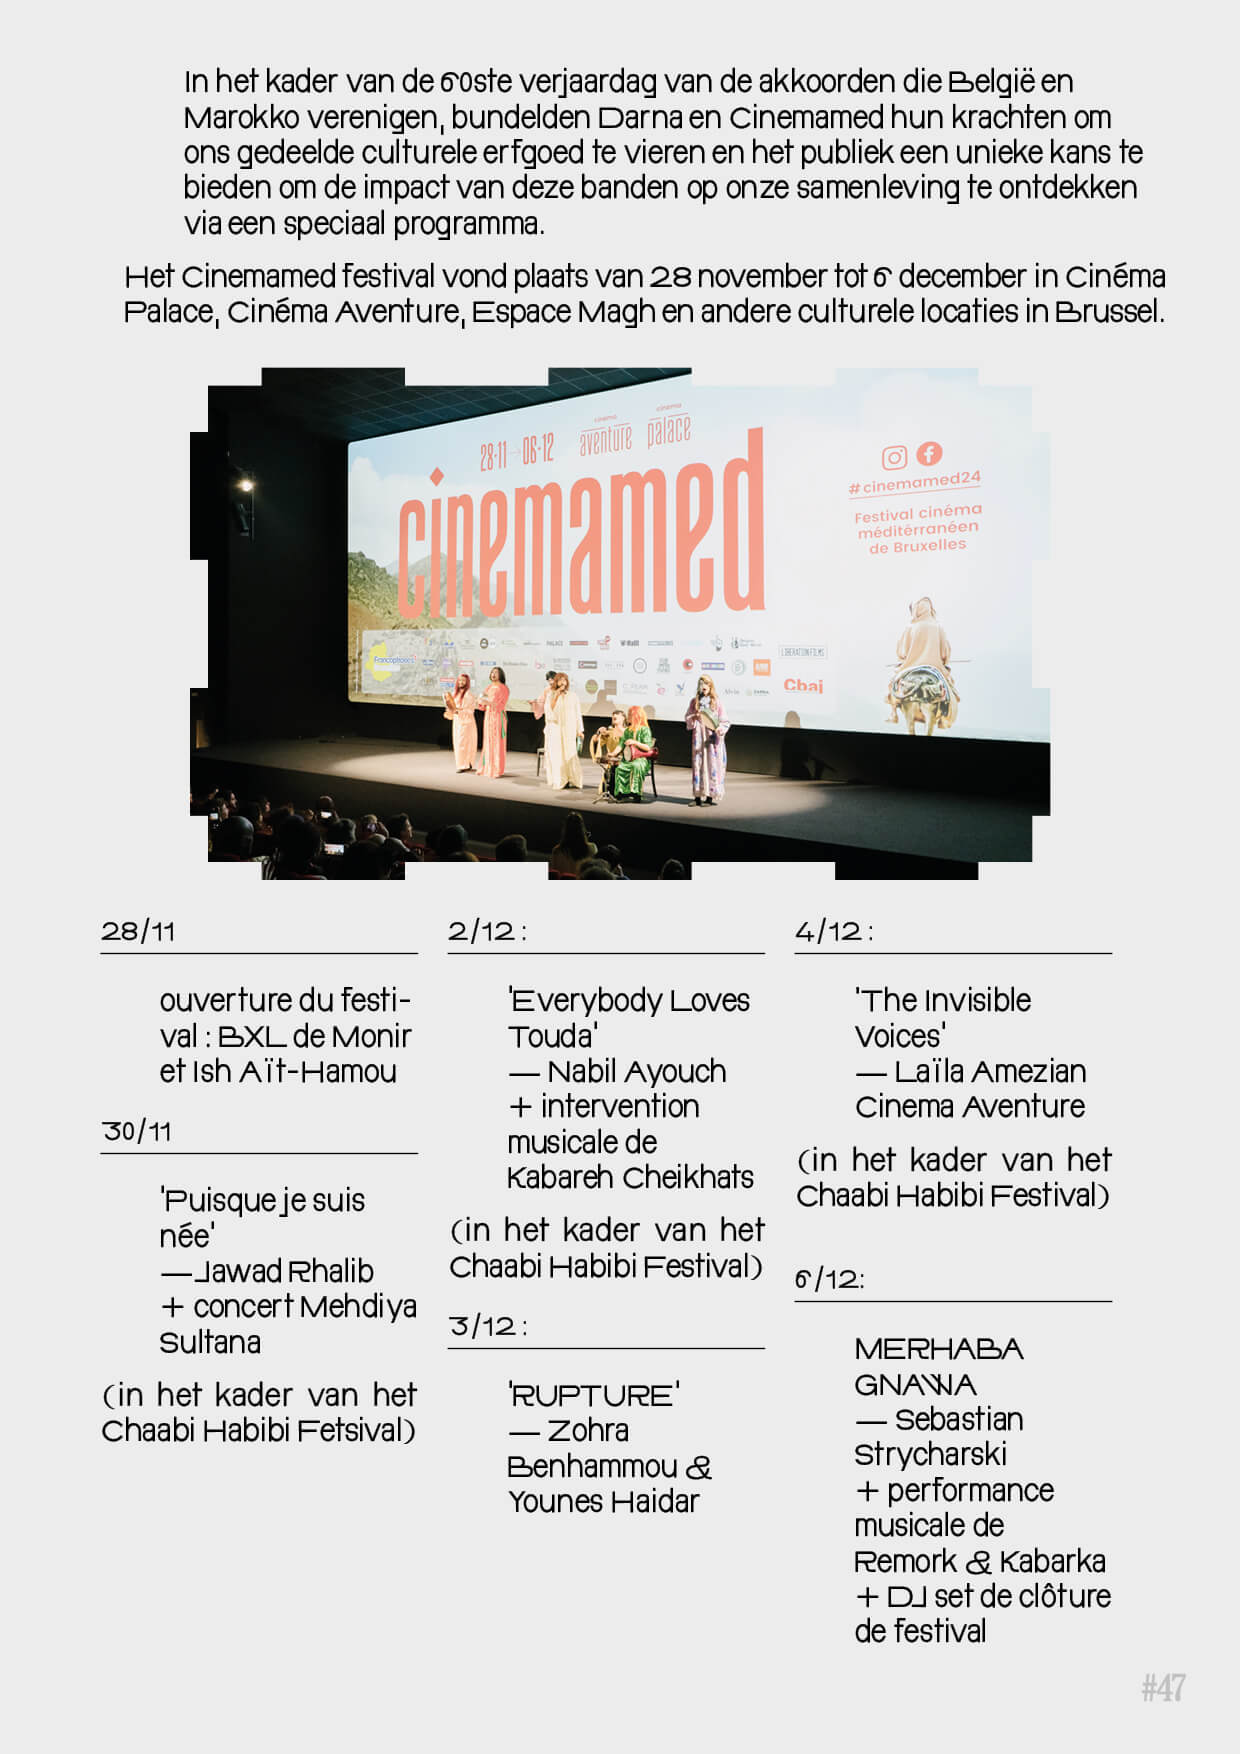 In het kader van de 60ste verjaardag van de akkoorden die België en
Marokko verenigen, bundelden Darna en Cinemamed hun krachten om
ons gedeelde culturele erfgoed te vieren en het publiek een unieke kans te
bieden om de impact van deze banden op onze samenleving te ontdekken
via een speciaal programma.
Het Cinemamed festival vond plaats van 28 november tot 6 december in Cinéma
Palace, Cinéma Aventure, Espace Magh en andere culturele locaties in Brussel.
28·11 → 06·12
cinéma
aventure
cinema
palace
cinemamed
#cinemamed24
Festival cinéma
méditérranéen
de Bruxelles
Francophones
PALACE
LIBERATION FILMS
Cbaj
28/11
ouverture du festi-
val : BXL de Monir
et Ish Aït-Hamou
30/11
'Puisque je suis
née'
— Jawad Rhalib
+ concert Mehdiya
Sultana
(in het kader van het
Chaabi Habibi Fetsival)
2/12 :
'Everybody Loves
Touda'
— Nabil Ayouch
+ intervention
musicale de
Kabareh Cheikhats
(in het kader van het
Chaabi Habibi Festival)
3/12 :
'RUPTURE'
— Zohra
Benhammou &
Younes Haidar
4/12 :
'The Invisible
Voices'
— Laïla Amezian
Cinema Aventure
(in het kader van het
Chaabi Habibi Festival)
6/12:
MERHABA
GNAWA
— Sebastian
Strycharski
+ performance
musicale de
Remork & Kabarka
+ DJ set de clôture
de festival
#47